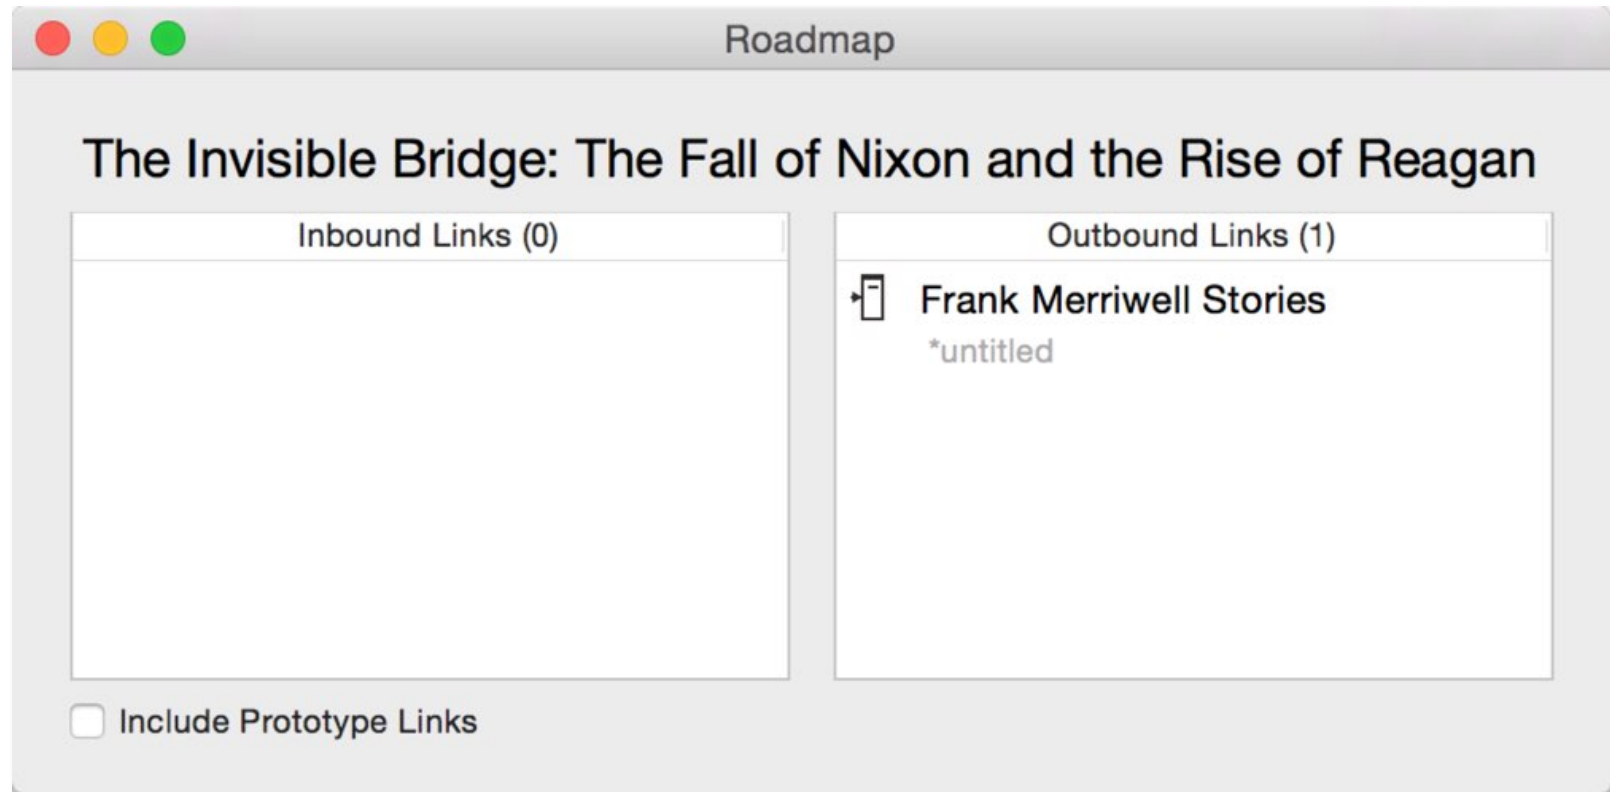 Roadmap
The Invisible Bridge: The Fall of Nixon and the Rise of Reagan
Inbound Links (0)
Outbound Links (1)
Frank Merriwell Stories
*untitled
Include Prototype Links